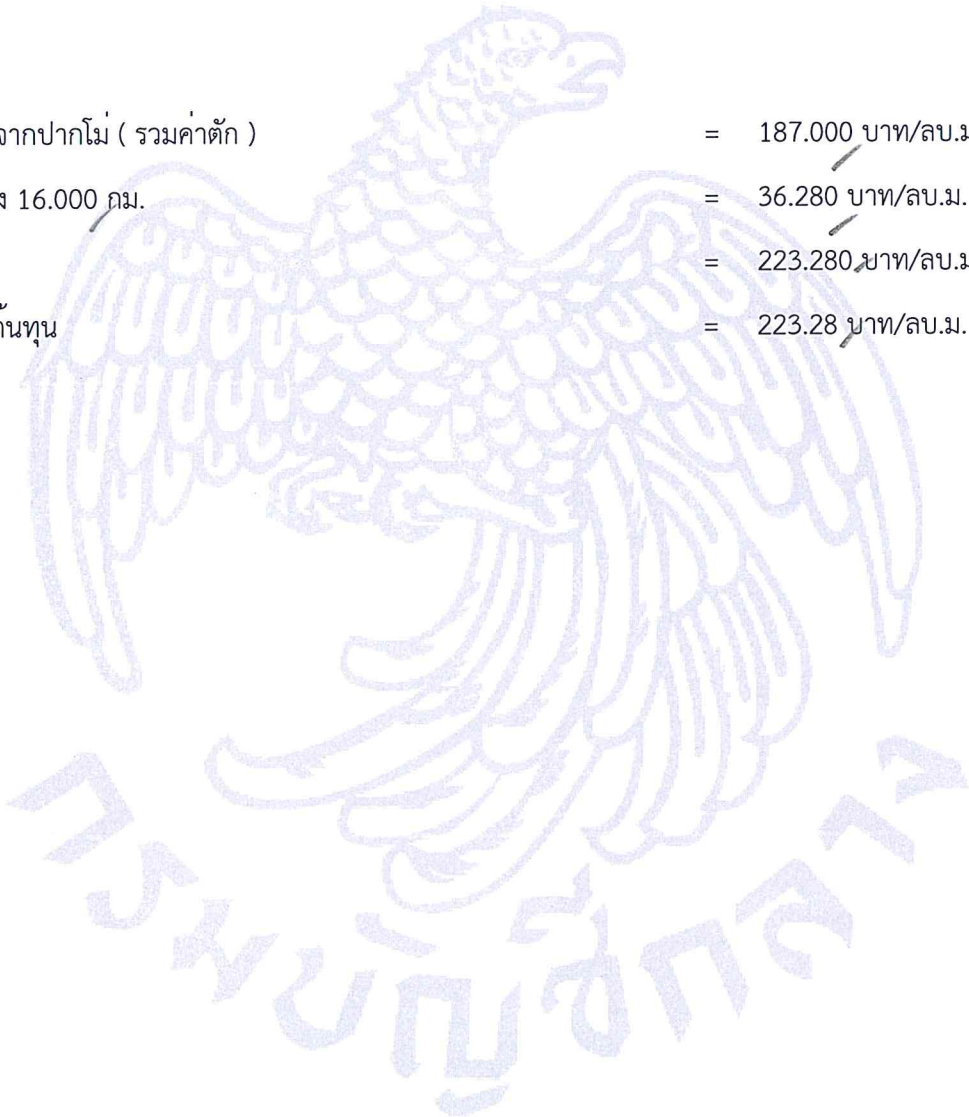 จากปากโม่ ( รวมค่าตัก ) = 187.000 บาท/ลบ.ม
ง 16.000 กม. = 36.280 บาท/ลบ.ม.
= 223.280 บาท/ลบ.ม
้นทุน = 223.28 บาท/ลบ.ม.
กรมบัญชีกลาง